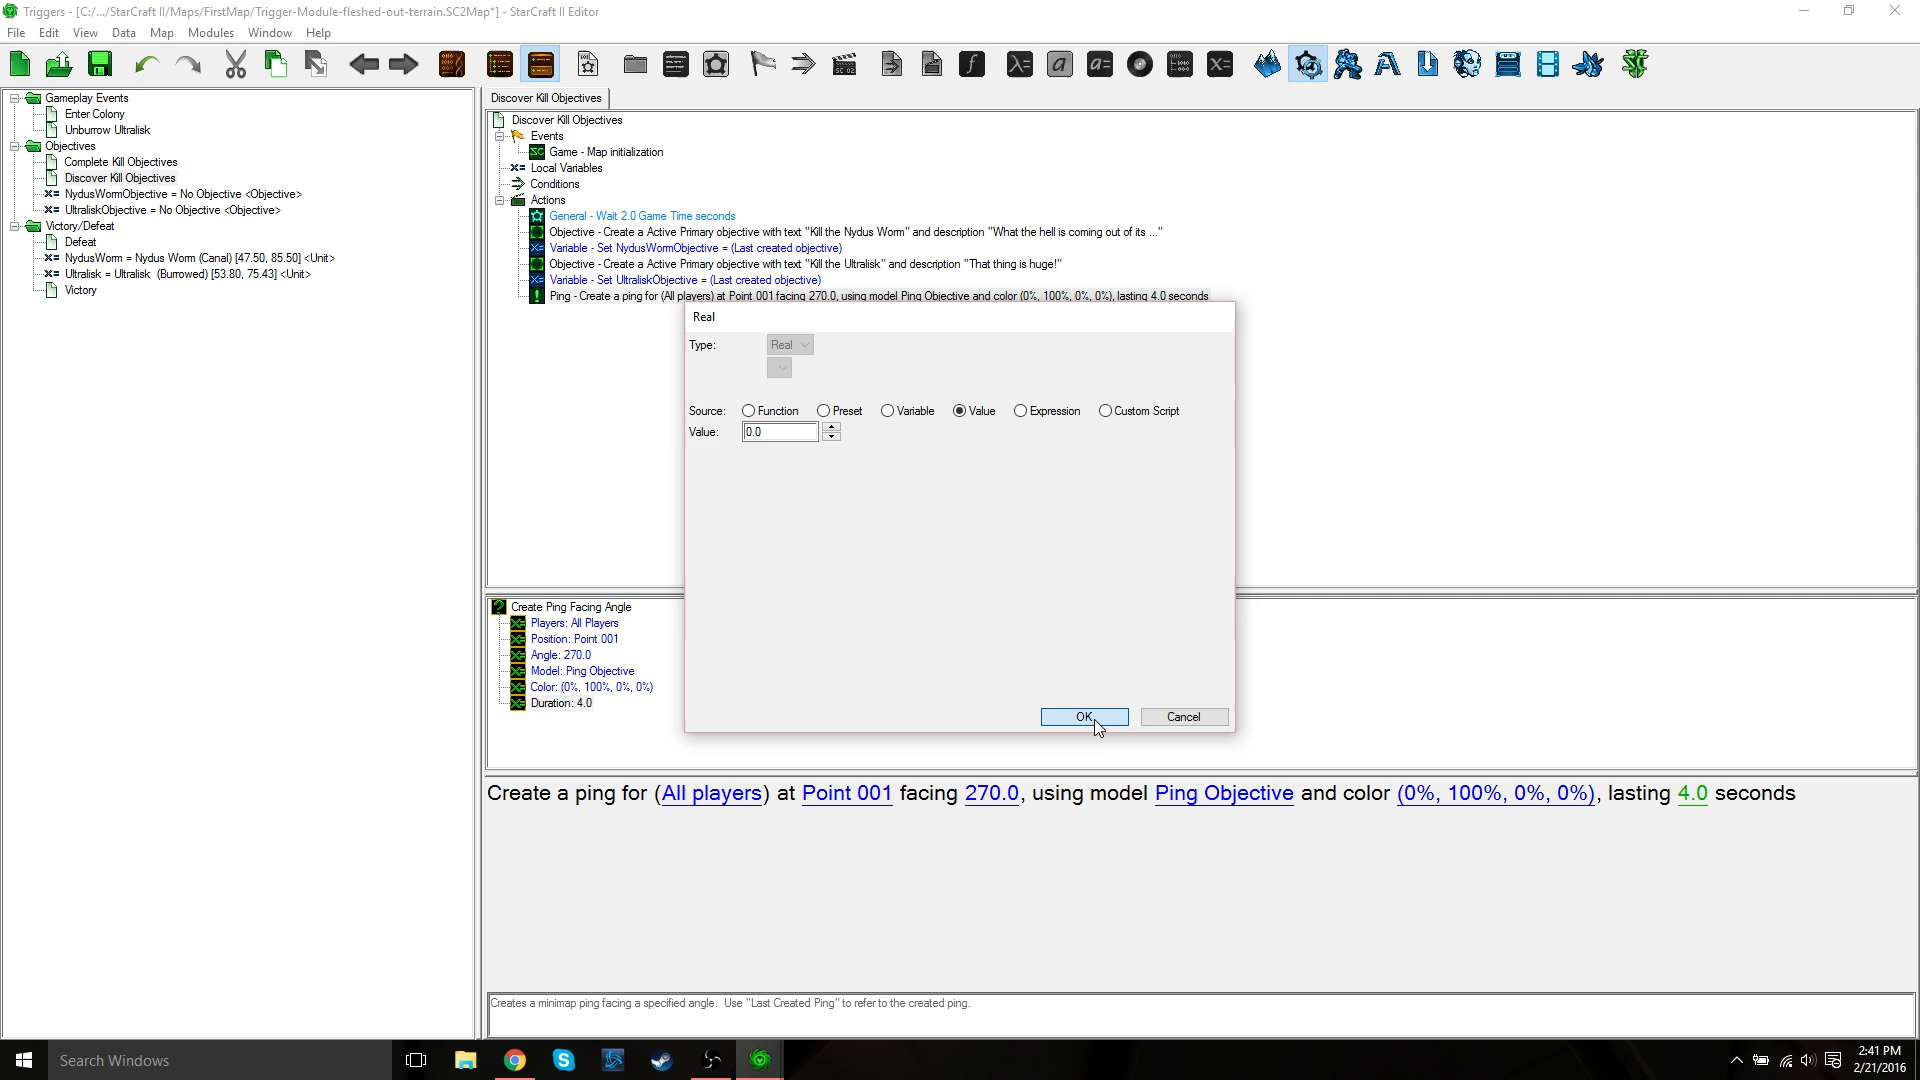 Triggers - [C:/.../StarCraft II/Maps/FirstMap/Trigger-Module-fleshed-out-terrain.SC2Map*] - StarCraft II Editor
File Edit View Data Map Modules Window Help
Gameplay Events
Enter Colony
Unburrow Ultralisk
Objectives
Complete Kill Objectives
Discover Kill Objectives
NydusWormObjective = No Objective <Objective>
UltraliskObjective = No Objective <Objective>
Victory/Defeat
Defeat
NydusWorm = Nydus Worm (Canal) [47.50, 85.50] <Unit>
Ultralisk = Ultralisk (Burrowed) [53.80, 75.43] <Unit>
Victory
Discover Kill Objectives
Discover Kill Objectives
Events
Game - Map initialization
Local Variables
Conditions
Actions
General - Wait 2.0 Game Time seconds
Objective - Create a Active Primary objective with text "Kill the Nydus Worm" and description "What the hell is coming out of its ..."
Variable - Set NydusWormObjective = (Last created objective)
Objective - Create a Active Primary objective with text "Kill the Ultralisk" and description "That thing is huge!"
Variable - Set UltraliskObjective = (Last created objective)
Ping - Create a ping for (All players) at Point 001 facing 270.0, using model Ping Objective and color (0%, 100%, 0%, 0%), lasting 4.0 seconds
Real
Type: Real
Source: Function Preset Variable Value Expression Custom Script
Value: 0.0
OK Cancel
Create Ping Facing Angle
Players: All Players
Position: Point 001
Angle: 270.0
Model: Ping Objective
Color: (0%, 100%, 0%, 0%)
Duration: 4.0
Create a ping for (All players) at Point 001 facing 270.0, using model Ping Objective and color (0%, 100%, 0%, 0%), lasting 4.0 seconds
Creates a minimap ping facing a specified angle. Use "Last Created Ping" to refer to the created ping.
Search Windows
2:41 PM
2/21/2016